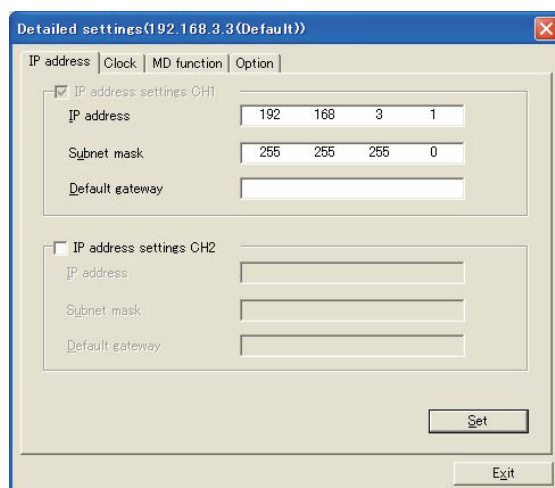 Detailed settings(192.168.3.3(Default))
IP address Clock MD function Option
IP address settings CH1
IP address 192 168 3 1
Subnet mask 255 255 255 0
Default gateway
IP address settings CH2
IP address
Subnet mask
Default gateway
Set
Exit